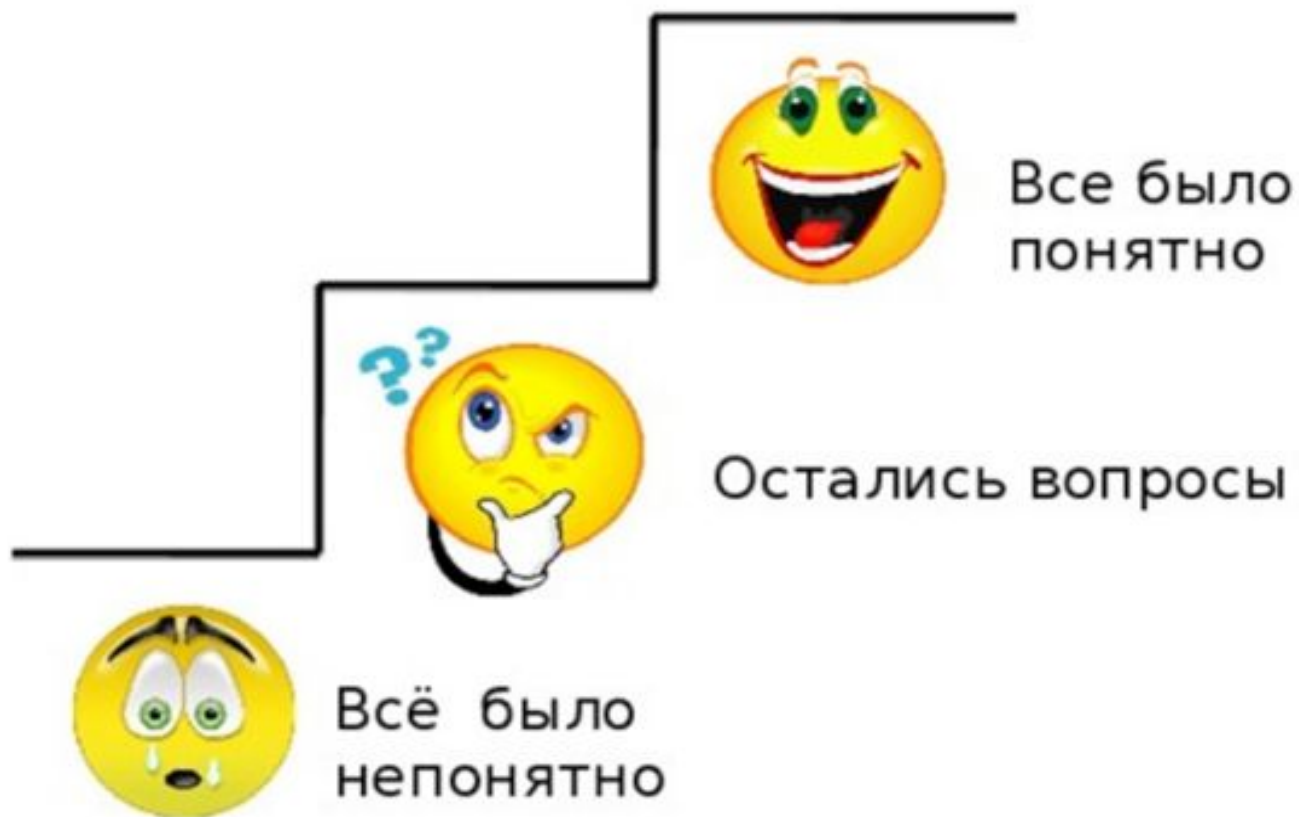 Все было
понятно
??
Остались вопросы
Всё было
непонятно